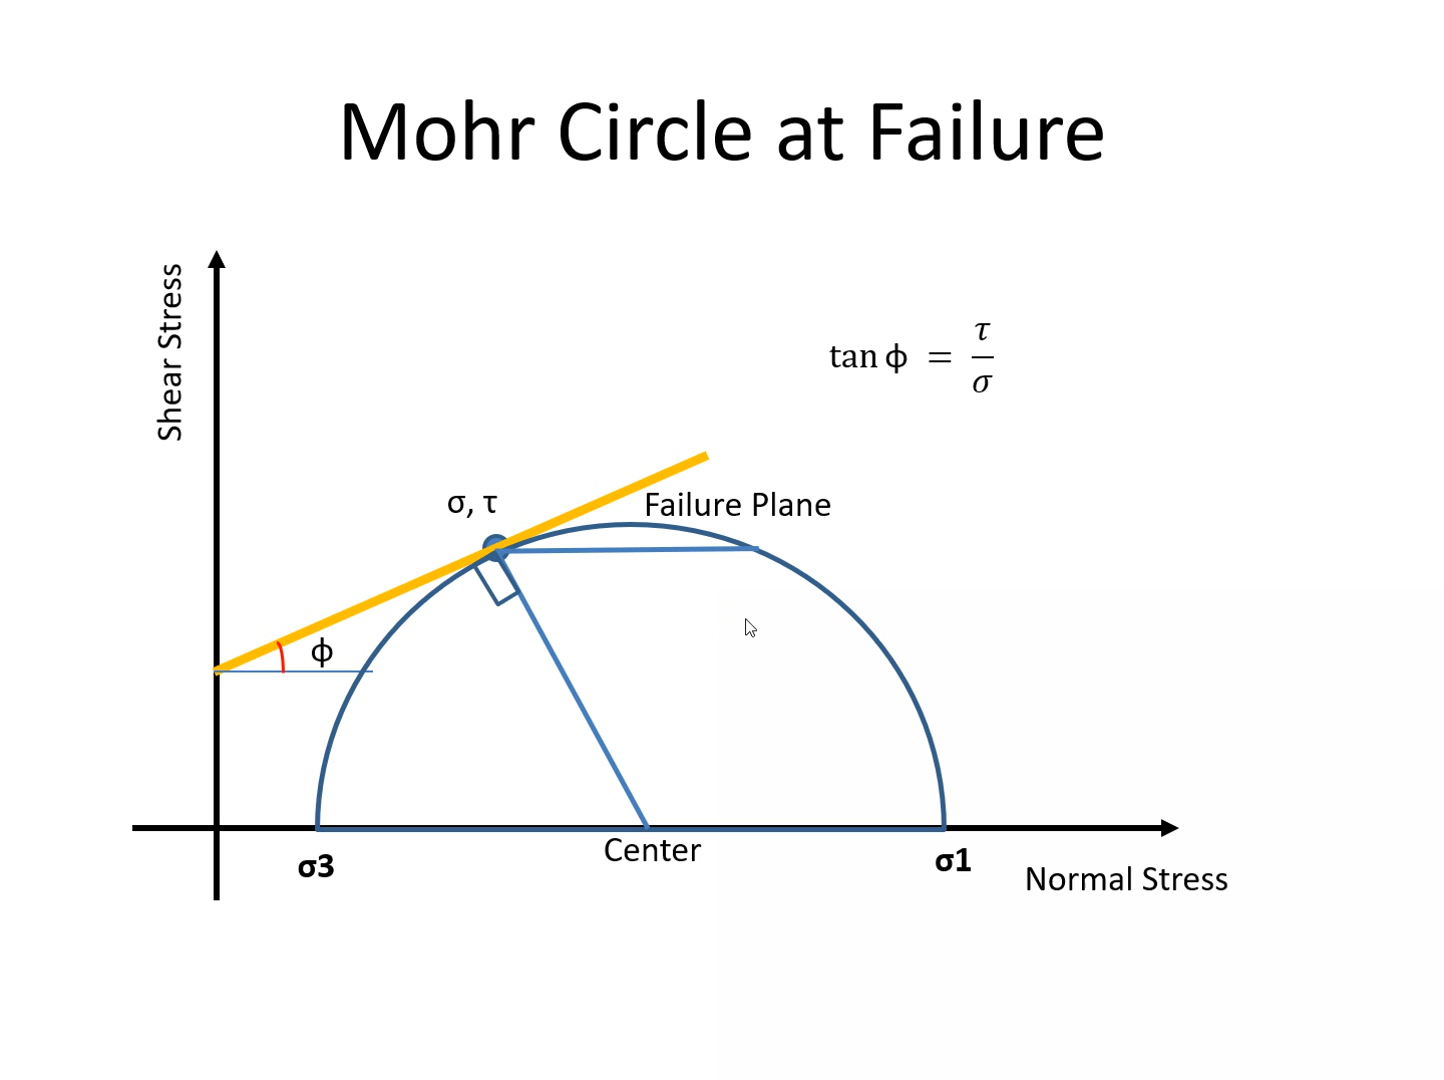 Mohr Circle at Failure
Shear Stress
tan ϕ = τ/σ
σ, τ
Failure Plane
ϕ
Center
σ3
σ1
Normal Stress